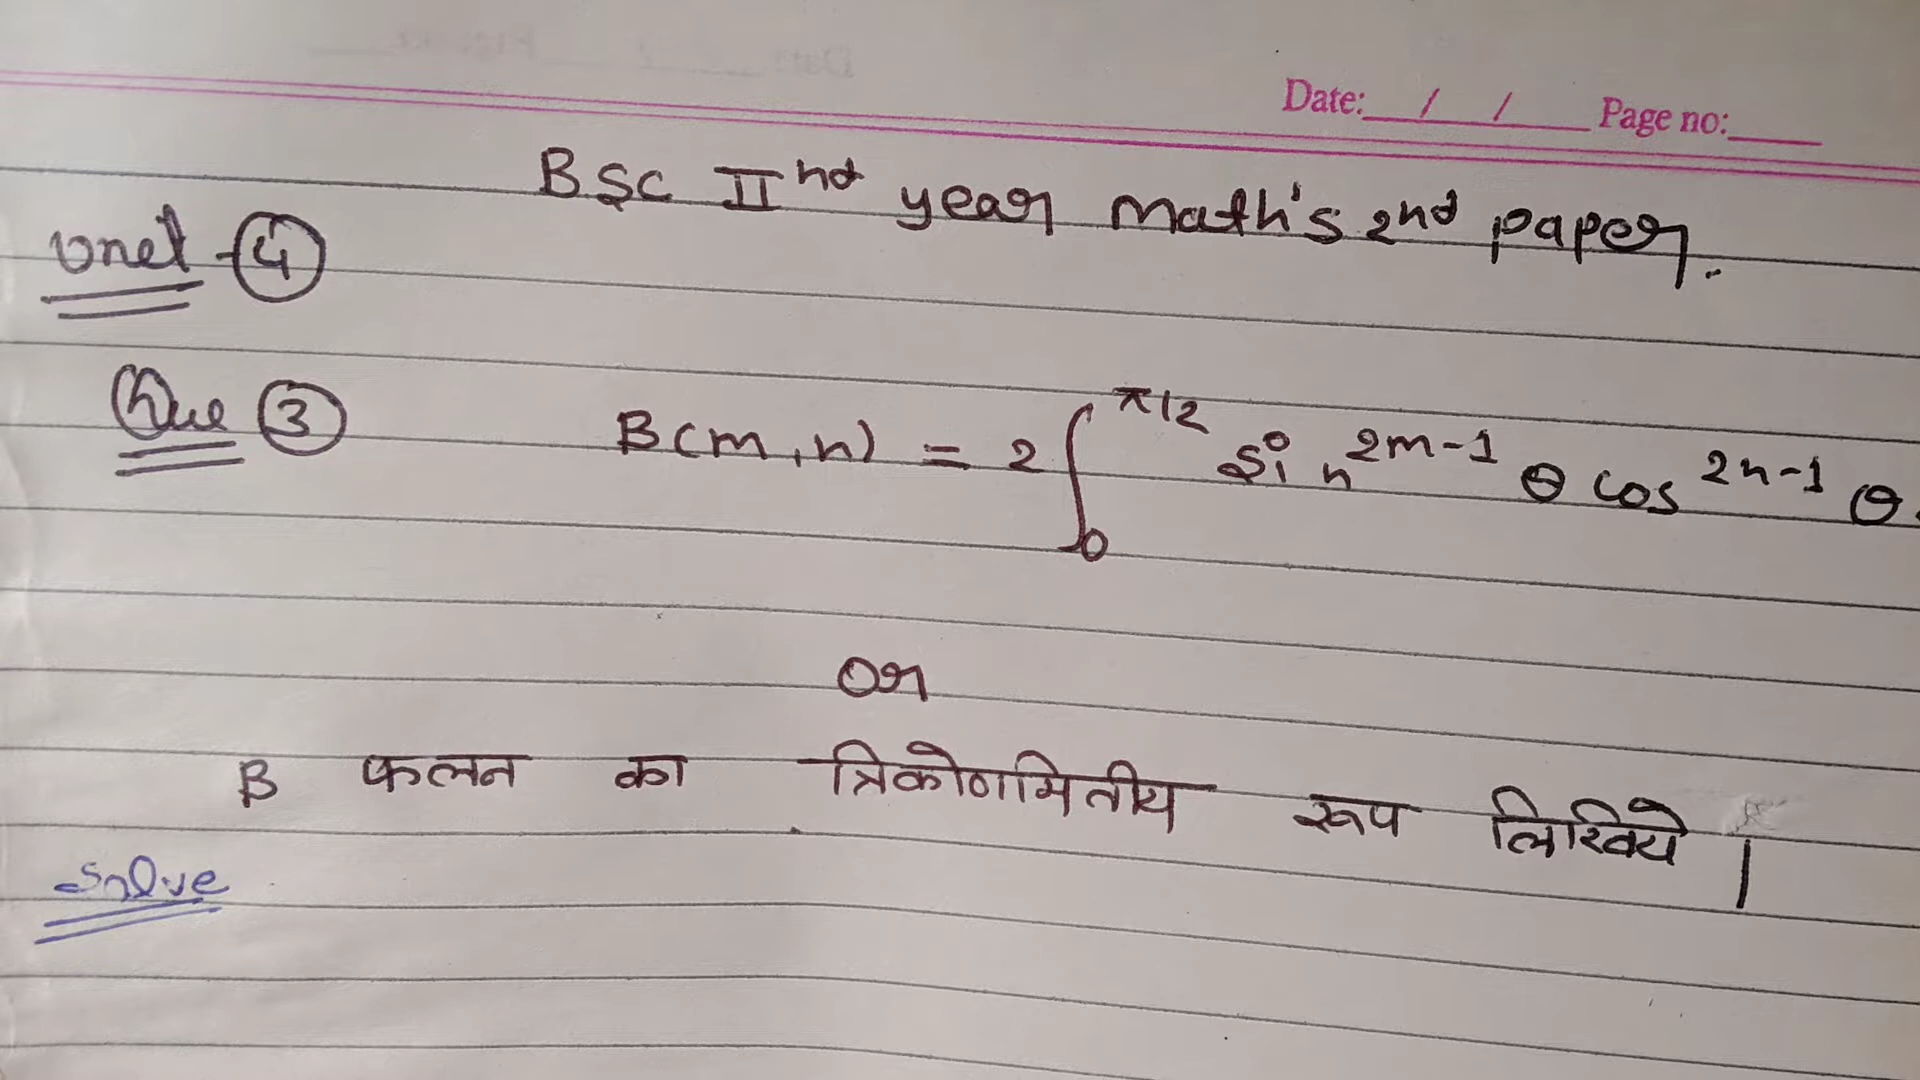 Date: / / Page no:
BSc IInd year math's 2nd paper.
Unet - 4
Que 3 B(m,n) = 2 ∫₀^π/2 sin^2m-1 θ cos^2n-1 θ.
Or
B फलन का त्रिकोणमितीय रूप लिखिये |
Solve